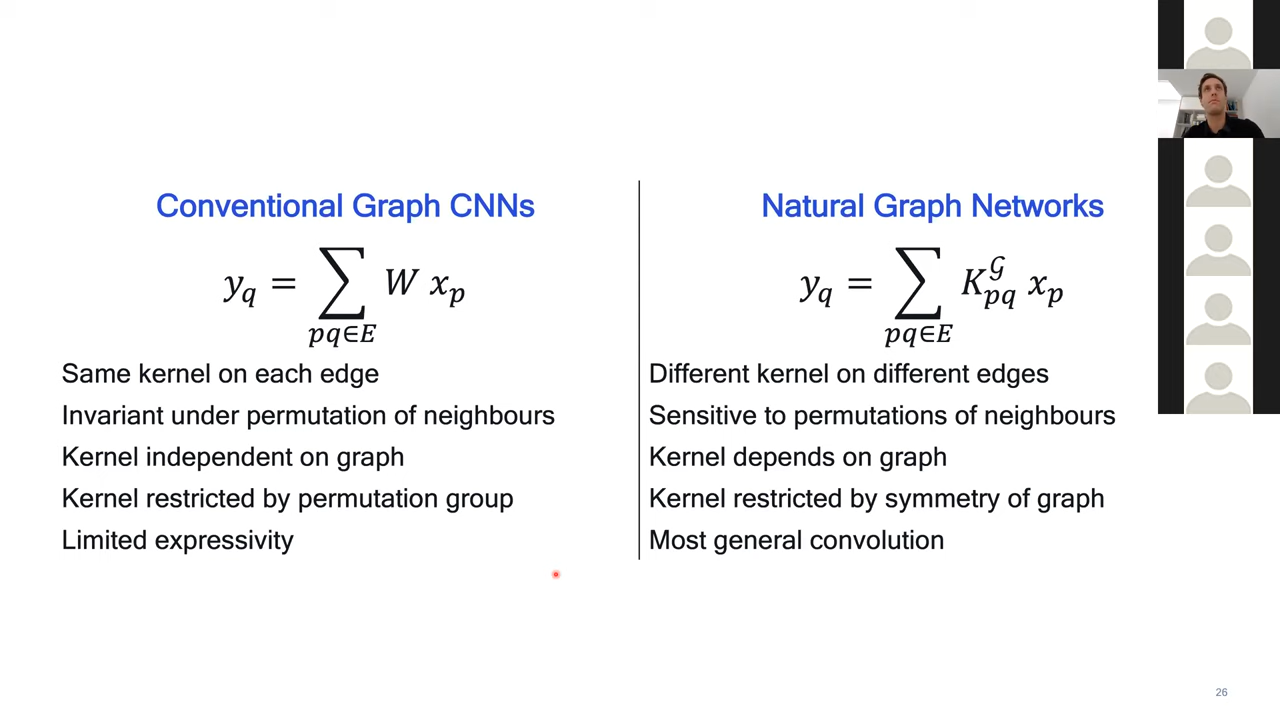 Conventional Graph CNNs
y_q = ∑_{pq∈E} W x_p
Same kernel on each edge
Invariant under permutation of neighbours
Kernel independent on graph
Kernel restricted by permutation group
Limited expressivity
Natural Graph Networks
y_q = ∑_{pq∈E} K^𝒢_{pq} x_p
Different kernel on different edges
Sensitive to permutations of neighbours
Kernel depends on graph
Kernel restricted by symmetry of graph
Most general convolution
26